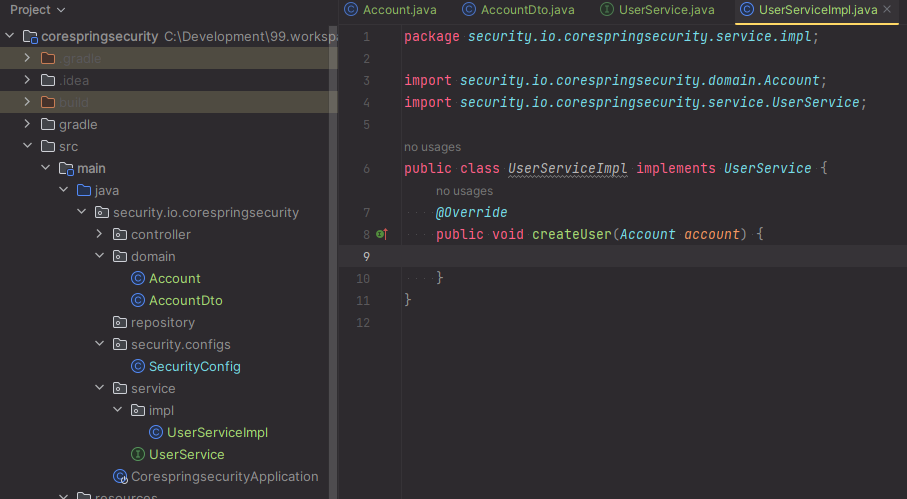 Project
corespringsecurity C:\Development\99.workspa
.gradle
.idea
build
gradle
src
main
java
security.io.corespringsecurity
controller
domain
Account
AccountDto
repository
security.configs
SecurityConfig
service
impl
UserServiceImpl
UserService
CorespringsecurityApplication
resources
Account.java AccountDto.java UserService.java UserServiceImpl.java
1 package security.io.corespringsecurity.service.impl;
2
3 import security.io.corespringsecurity.domain.Account;
4 import security.io.corespringsecurity.service.UserService;
5
no usages
6 public class UserServiceImpl implements UserService {
no usages
7 @Override
8 public void createUser(Account account) {
9
10 }
11 }
12